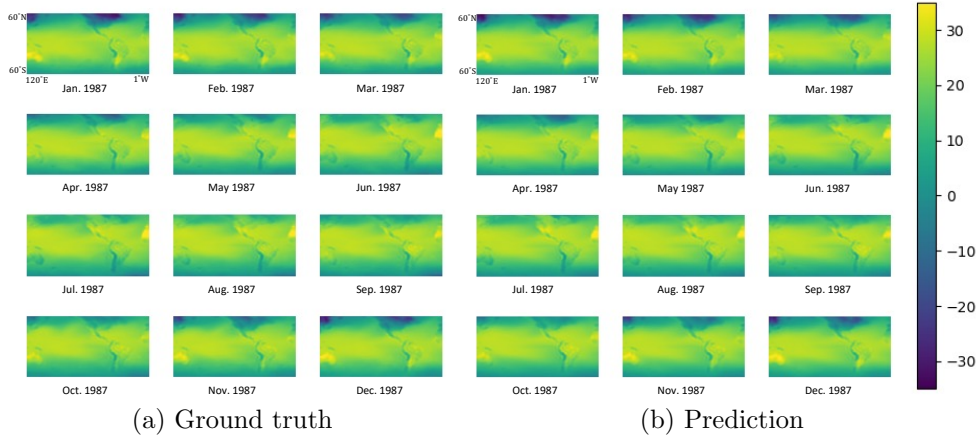 60°N
60°S
120°E 1°W
Jan. 1987 Feb. 1987 Mar. 1987
Apr. 1987 May 1987 Jun. 1987
Jul. 1987 Aug. 1987 Sep. 1987
Oct. 1987 Nov. 1987 Dec. 1987
(a) Ground truth
60°N
60°S
120°E 1°W
Jan. 1987 Feb. 1987 Mar. 1987
Apr. 1987 May 1987 Jun. 1987
Jul. 1987 Aug. 1987 Sep. 1987
Oct. 1987 Nov. 1987 Dec. 1987
(b) Prediction
30
20
10
0
−10
−20
−30